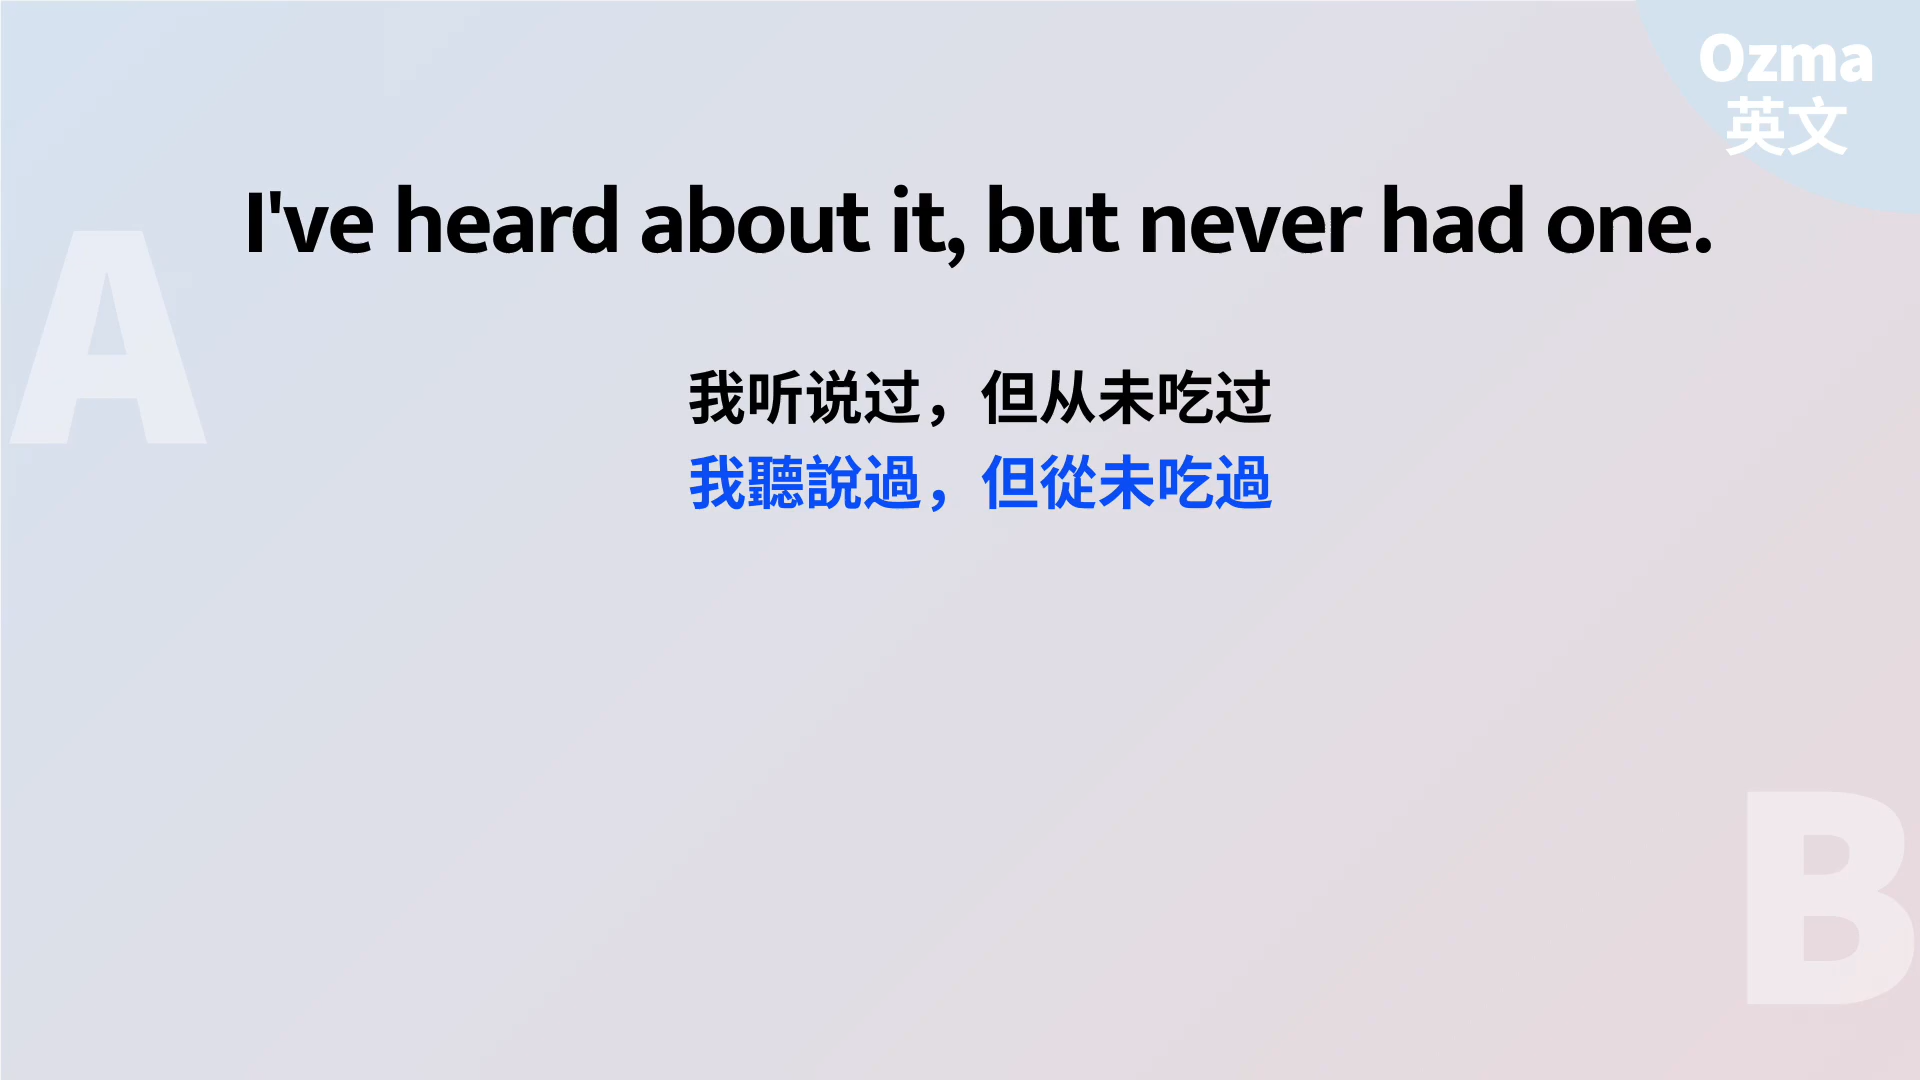 Ozma
英文
I've heard about it, but never had one.
A
我听说过，但从未吃过
我聽說過，但從未吃過
B